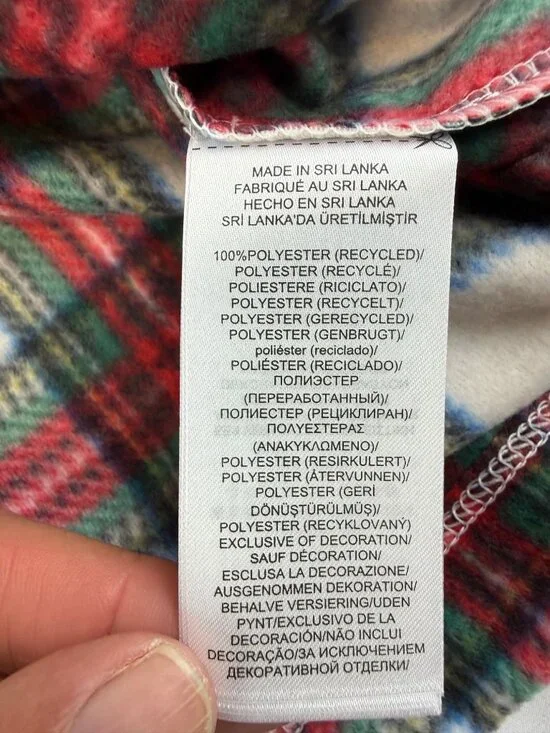 MADE IN SRI LANKA
FABRIQUÉ AU SRI LANKA
HECHO EN SRI LANKA
SRİ LANKA'DA ÜRETİLMİŞTİR
100%POLYESTER (RECYCLED)/
POLYESTER (RECYCLÉ)/
POLIESTERE (RICICLATO)/
POLYESTER (RECYCELT)/
POLYESTER (GERECYCLED)/
POLYESTER (GENBRUGT)/
poliéster (reciclado)/
POLIÉSTER (RECICLADO)/
ПОЛИЭСТЕР
(ПЕРЕРАБОТАННЫЙ)/
ПОЛИЕСТЕР (РЕЦИКЛИРАН)/
ΠΟΛΥΕΣΤΕΡΑΣ
(ΑΝΑΚΥΚΛΩΜΕΝΟ)/
POLYESTER (RESIRKULERT)/
POLYESTER (ÅTERVUNNEN)/
POLYESTER (GERİ
DÖNÜŞTÜRÜLMÜŞ)/
POLYESTER (RECYKLOVANÝ)
EXCLUSIVE OF DECORATION/
SAUF DÉCORATION/
ESCLUSA LA DECORAZIONE/
AUSGENOMMEN DEKORATION/
BEHALVE VERSIERING/UDEN
PYNT/EXCLUSIVO DE LA
DECORACIÓN/NÃO INCLUI
DECORAÇÃO/ЗА ИСКЛЮЧЕНИЕМ
ДЕКОРАТИВНОЙ ОТДЕЛКИ/